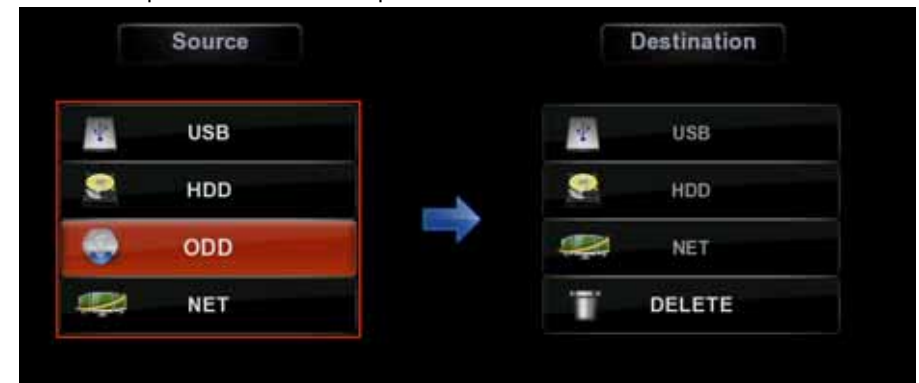 Source
Destination
USB
HDD
ODD
NET
USB
HDD
NET
DELETE